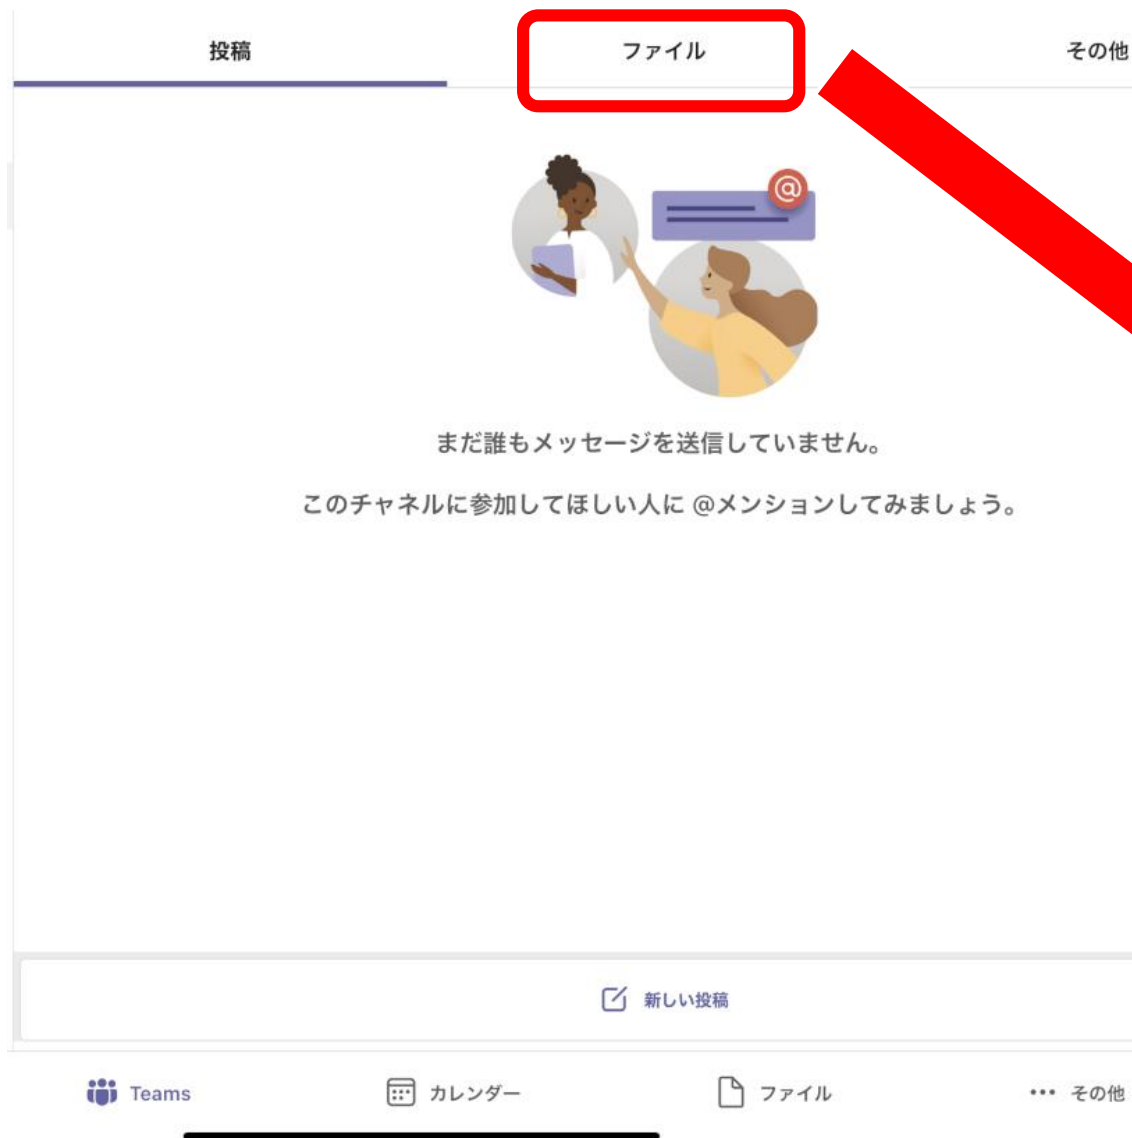 投稿
ファイル
その他
@
まだ誰もメッセージを送信していません。
このチャネルに参加してほしい人に @メンションしてみましょう。
新しい投稿
Teams
カレンダー
ファイル
その他